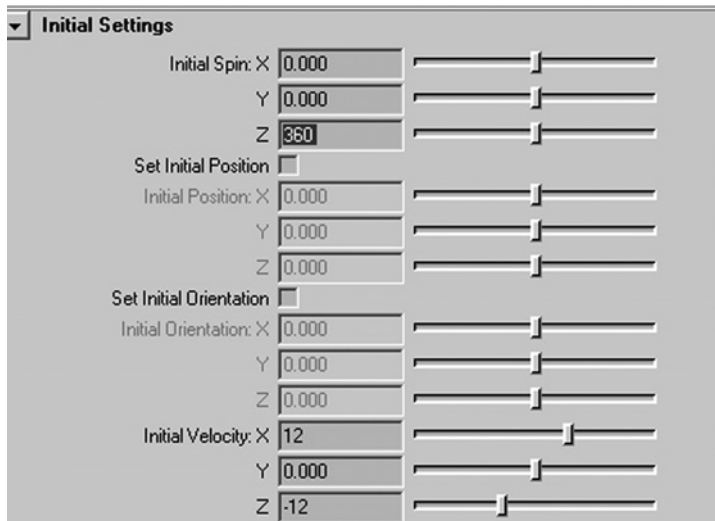 Initial Settings
Initial Spin: X 0.000
Y 0.000
Z 360
Set Initial Position
Initial Position: X 0.000
Y 0.000
Z 0.000
Set Initial Orientation
Initial Orientation: X 0.000
Y 0.000
Z 0.000
Initial Velocity: X 12
Y 0.000
Z -12